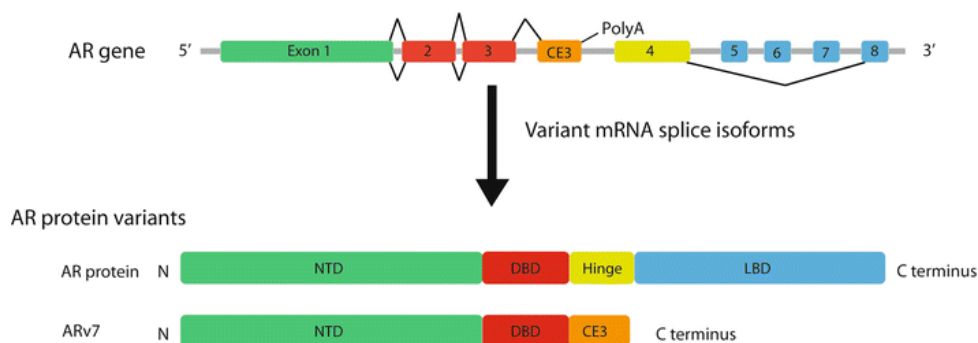 PolyA
AR gene 5′ Exon 1 2 3 CE3 4 5 6 7 8 3′
Variant mRNA splice isoforms
AR protein variants
AR protein N NTD DBD Hinge LBD C terminus
ARv7 N NTD DBD CE3 C terminus